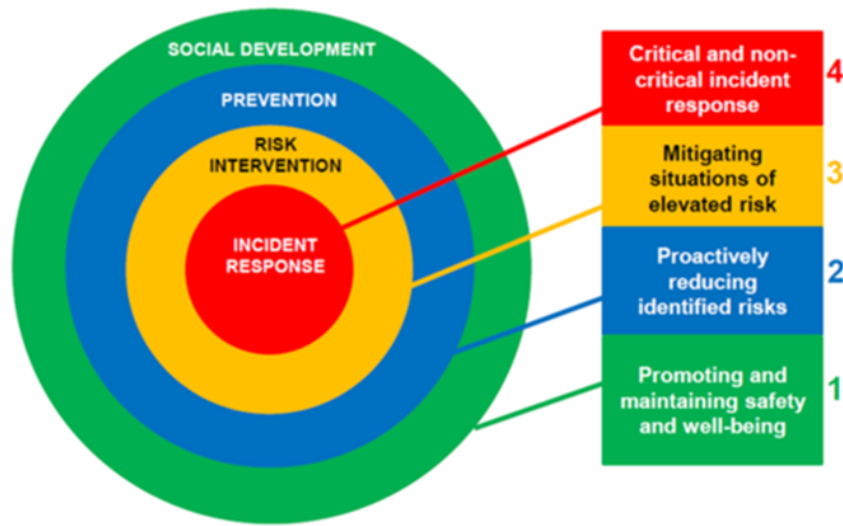 SOCIAL DEVELOPMENT
PREVENTION
RISK
INTERVENTION
INCIDENT
RESPONSE
Critical and non-
critical incident
response
4
Mitigating
situations of
elevated risk
3
Proactively
reducing
identified risks
2
Promoting and
maintaining safety
and well-being
1